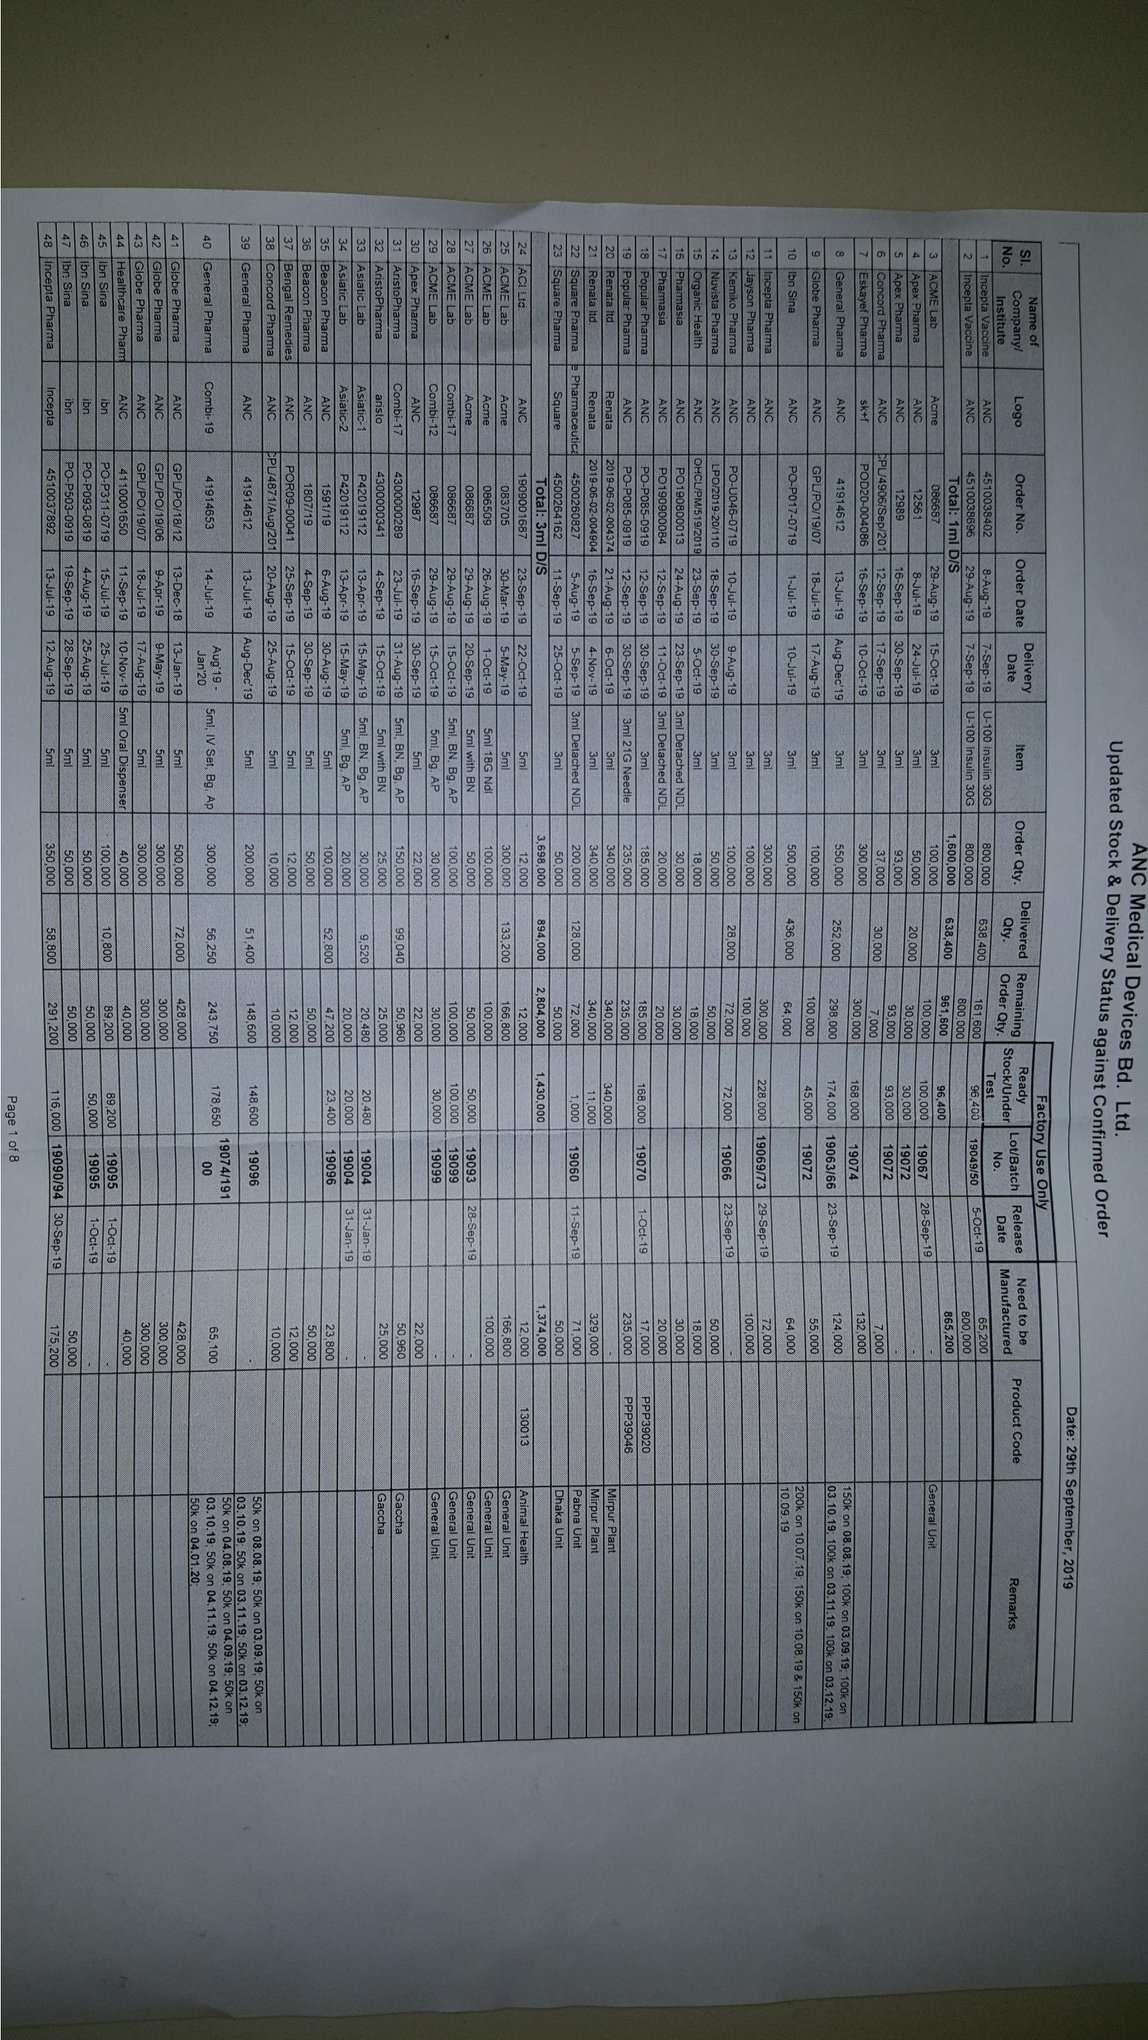 ANC Medical Devices Bd. Ltd.
Updated Stock & Delivery Status against Confirmed Order
Date: 29th September, 2019
Factory Use Only
Sl. No. Name of Company/ Institute Logo Order No. Order Date Delivery Date Item Order Qty. Delivered Qty. Remaining Order Qty. Ready Stock/Under Test Lot/Batch No. Release Date Need to be Manufactured Product Code Remarks
1 Incepta Vaccine ANC 4510038402 8-Aug-19 7-Sep-19 U-100 Insulin 30G 800,000 638,400 161,600 96,400 19049/50 5-Oct-19 65,200
2 Incepta Vaccine ANC 4510038696 29-Aug-19 7-Sep-19 U-100 Insulin 30G 800,000 800,000 800,000
Total: 1ml D/S 1,600,000 638,400 961,600 96,400 865,200
3 ACME Lab Acme 086687 29-Aug-19 15-Oct-19 3ml 100,000 100,000 100,000 19067 28-Sep-19 - General Unit
4 Apex Pharma ANC 12561 8-Jul-19 24-Jul-19 3ml 50,000 20,000 30,000 30,000 19072 -
5 Apex Pharma ANC 12989 16-Sep-19 30-Sep-19 3ml 93,000 93,000 93,000 19072 -
6 Concord Pharma ANC CPL/4906/Sep/201 12-Sep-19 17-Sep-19 3ml 37,000 30,000 7,000 7,000
7 Eskayef Pharma sk+f POD20-004086 16-Sep-19 10-Oct-19 3ml 300,000 300,000 168,000 19074 132,000
8 General Pharma ANC 41914612 13-Jul-19 Aug-Dec'19 3ml 550,000 252,000 298,000 174,000 19063/66 23-Sep-19 124,000 150k on 08.08.19; 100k on 03.09.19; 100k on 03.10.19; 100k on 03.11.19; 100k on 03.12.19;
9 Globe Pharma ANC GPL/PO/19/07 18-Jul-19 17-Aug-19 3ml 100,000 100,000 45,000 19072 55,000
10 Ibn Sina ANC PO-P017-0719 1-Jul-19 10-Jul-19 3ml 500,000 436,000 64,000 64,000 200k on 10.07.19; 150k on 10.08.19 & 150k on 10.09.19
11 Incepta Pharma ANC 3ml 300,000 300,000 228,000 19069/73 29-Sep-19 72,000
12 Jayson Pharma ANC 3ml 100,000 100,000 100,000
13 Kemiko Pharma ANC PO-U046-0719 10-Jul-19 9-Aug-19 3ml 100,000 28,000 72,000 72,000 19066 23-Sep-19 -
14 Nuvista Pharma ANC LPO/2019-20/110 18-Sep-19 30-Sep-19 3ml 50,000 50,000 50,000
15 Organic Health ANC OHCL/PM/519/2019 23-Sep-19 5-Oct-19 3ml 18,000 18,000 18,000
16 Pharmasia ANC PO190800013 24-Aug-19 23-Sep-19 3ml Detached NDL 30,000 30,000 30,000
17 Pharmasia ANC PO190900084 12-Sep-19 11-Oct-19 3ml Detached NDL 20,000 20,000 20,000
18 Popular Pharma ANC PO-P085-0919 12-Sep-19 30-Sep-19 3ml 185,000 185,000 168,000 19070 1-Oct-19 17,000 PPP39020
19 Popular Pharma ANC PO-P085-0919 12-Sep-19 30-Sep-19 3ml 21G Needle 235,000 235,000 235,000 PPP39046
20 Renata ltd Renata 2019-06-02-004374 21-Aug-19 6-Oct-19 3ml 340,000 340,000 340,000 - Mirpur Plant
21 Renata ltd Renata 2019-06-02-004904 16-Sep-19 4-Nov-19 3ml 340,000 340,000 11,000 329,000 Mirpur Plant
22 Square Pharma e Pharmaceutica 4500260827 5-Aug-19 5-Sep-19 3ml Detached NDL 200,000 128,000 72,000 1,000 19060 11-Sep-19 71,000 Pabna Unit
23 Square Pharma Square 4500264162 11-Sep-19 25-Oct-19 3ml 50,000 50,000 50,000 Dhaka Unit
Total: 3ml D/S 3,698,000 894,000 2,804,000 1,430,000 1,374,000
24 ACI Ltd ANC 1909001687 23-Sep-19 22-Oct-19 5ml 12,000 12,000 12,000 130013 Animal Health
25 ACME Lab Acme 083705 30-Mar-19 5-May-19 5ml 300,000 133,200 166,800 166,800 General Unit
26 ACME Lab Acme 086509 26-Aug-19 1-Oct-19 5ml 18G Ndl 100,000 100,000 100,000 General Unit
27 ACME Lab Acme 086687 29-Aug-19 20-Sep-19 5ml with BN 50,000 50,000 50,000 19093 28-Sep-19 - General Unit
28 ACME Lab Combi-17 086687 29-Aug-19 15-Oct-19 5ml, BN, Bg, AP 100,000 100,000 100,000 19099 - General Unit
29 ACME Lab Combi-12 086687 29-Aug-19 15-Oct-19 5ml, Bg, AP 30,000 30,000 30,000 19099 - General Unit
30 Apex Pharma ANC 12987 16-Sep-19 30-Sep-19 5ml 22,000 22,000 22,000
31 AristoPharma Combi-17 4300000289 23-Jul-19 31-Aug-19 5ml, BN, Bg, AP 150,000 99,040 50,960 50,960 Gaccha
32 AristoPharma aristo 4300000341 4-Sep-19 15-Oct-19 5ml with BN 25,000 25,000 25,000 Gaccha
33 Asiatic Lab Asiatic-1 P42019112 13-Apr-19 15-May-19 5ml, BN, Bg, AP 30,000 9,520 20,480 20,480 19004 31-Jan-19 -
34 Asiatic Lab Asiatic-2 P42019112 13-Apr-19 15-May-19 5ml, Bg, AP 20,000 20,000 20,000 19004 31-Jan-19 -
35 Beacon Pharma ANC 1591/19 6-Aug-19 30-Aug-19 5ml 100,000 52,800 47,200 23,400 19096 23,800
36 Beacon Pharma ANC 1807/19 4-Sep-19 30-Sep-19 5ml 50,000 50,000 50,000
37 Bengal Remedies ANC POR09-00041 25-Sep-19 15-Oct-19 5ml 12,000 12,000 12,000
38 Concord Pharma ANC CPL/4871/Aug/201 20-Aug-19 25-Aug-19 5ml 10,000 10,000 10,000
39 General Pharma ANC 41914612 13-Jul-19 Aug-Dec'19 5ml 200,000 51,400 148,600 148,600 19096 - 50k on 08.08.19; 50k on 03.09.19; 50k on 03.10.19; 50k on 03.11.19; 50k on 03.12.19;
40 General Pharma Combi-19 41914653 14-Jul-19 Aug'19 - Jan'20 5ml, IV Set, Bg, Ap 300,000 56,250 243,750 178,650 19074/19100 65,100 50k on 04.08.19; 50k on 04.09.19; 50k on 03.10.19; 50k on 04.11.19; 50k on 04.12.19; 50k on 04.01.20;
41 Globe Pharma ANC GPL/PO/18/12 13-Dec-18 13-Jan-19 5ml 500,000 72,000 428,000 428,000
42 Globe Pharma ANC GPL/PO/19/06 9-Apr-19 9-May-19 5ml 300,000 300,000 300,000
43 Globe Pharma ANC GPL/PO/19/07 18-Jul-19 17-Aug-19 5ml 300,000 300,000 300,000
44 Healthcare Pharm ANC 4110001650 11-Sep-19 10-Nov-19 5ml Oral Dispenser 40,000 40,000 40,000
45 Ibn Sina ibn PO-P311-0719 15-Jul-19 25-Jul-19 5ml 100,000 10,800 89,200 89,200 19095 1-Oct-19 -
46 Ibn Sina ibn PO-P093-0819 4-Aug-19 25-Aug-19 5ml 50,000 50,000 50,000 19095 1-Oct-19 -
47 Ibn Sina ibn PO-P503-0919 19-Sep-19 28-Sep-19 5ml 50,000 50,000 50,000
48 Incepta Pharma Incepta 4510037892 13-Jul-19 12-Aug-19 5ml 350,000 58,800 291,200 116,000 19090/94 30-Sep-19 175,200
Page 1 of 8